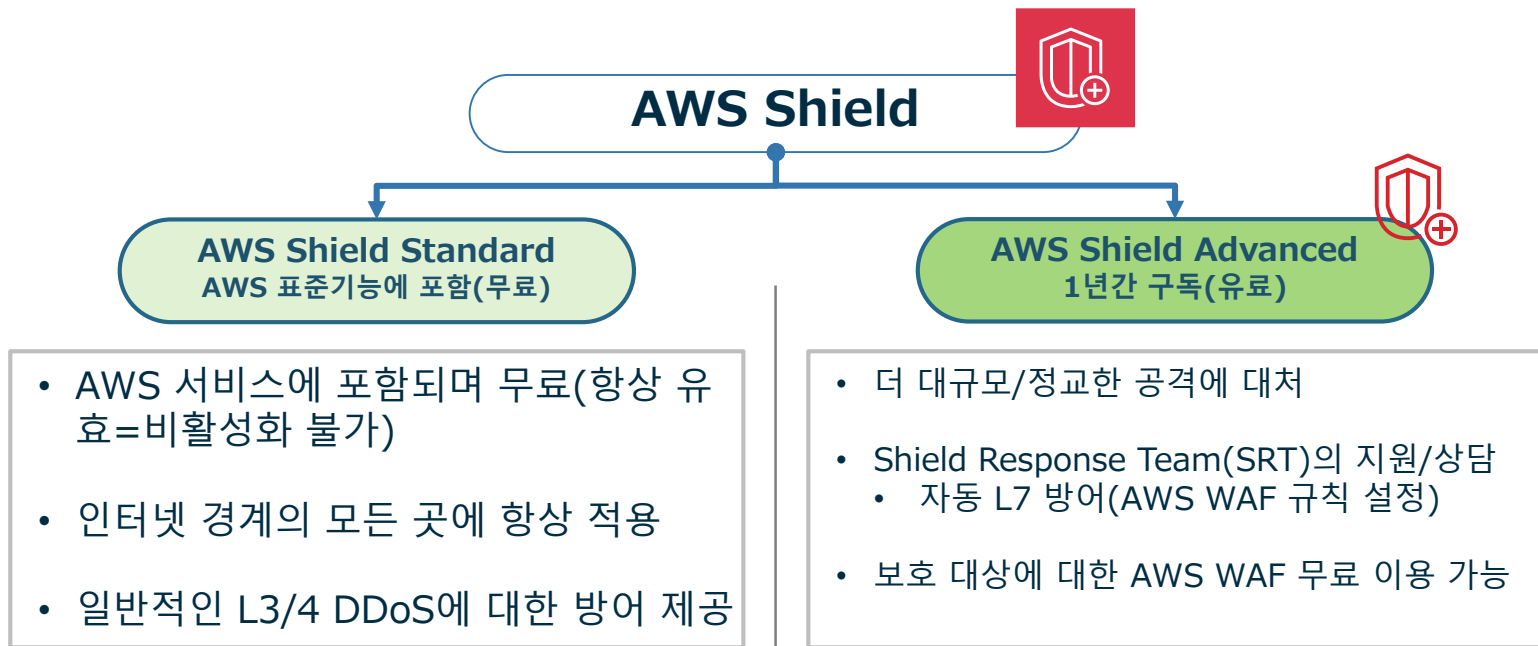 AWS Shield
AWS Shield Standard
AWS 표준기능에 포함(무료)
• AWS 서비스에 포함되며 무료(항상 유
효=비활성화 불가)
• 인터넷 경계의 모든 곳에 항상 적용
• 일반적인 L3/4 DDoS에 대한 방어 제공
AWS Shield Advanced
1년간 구독(유료)
• 더 대규모/정교한 공격에 대처
• Shield Response Team(SRT)의 지원/상담
• 자동 L7 방어(AWS WAF 규칙 설정)
• 보호 대상에 대한 AWS WAF 무료 이용 가능